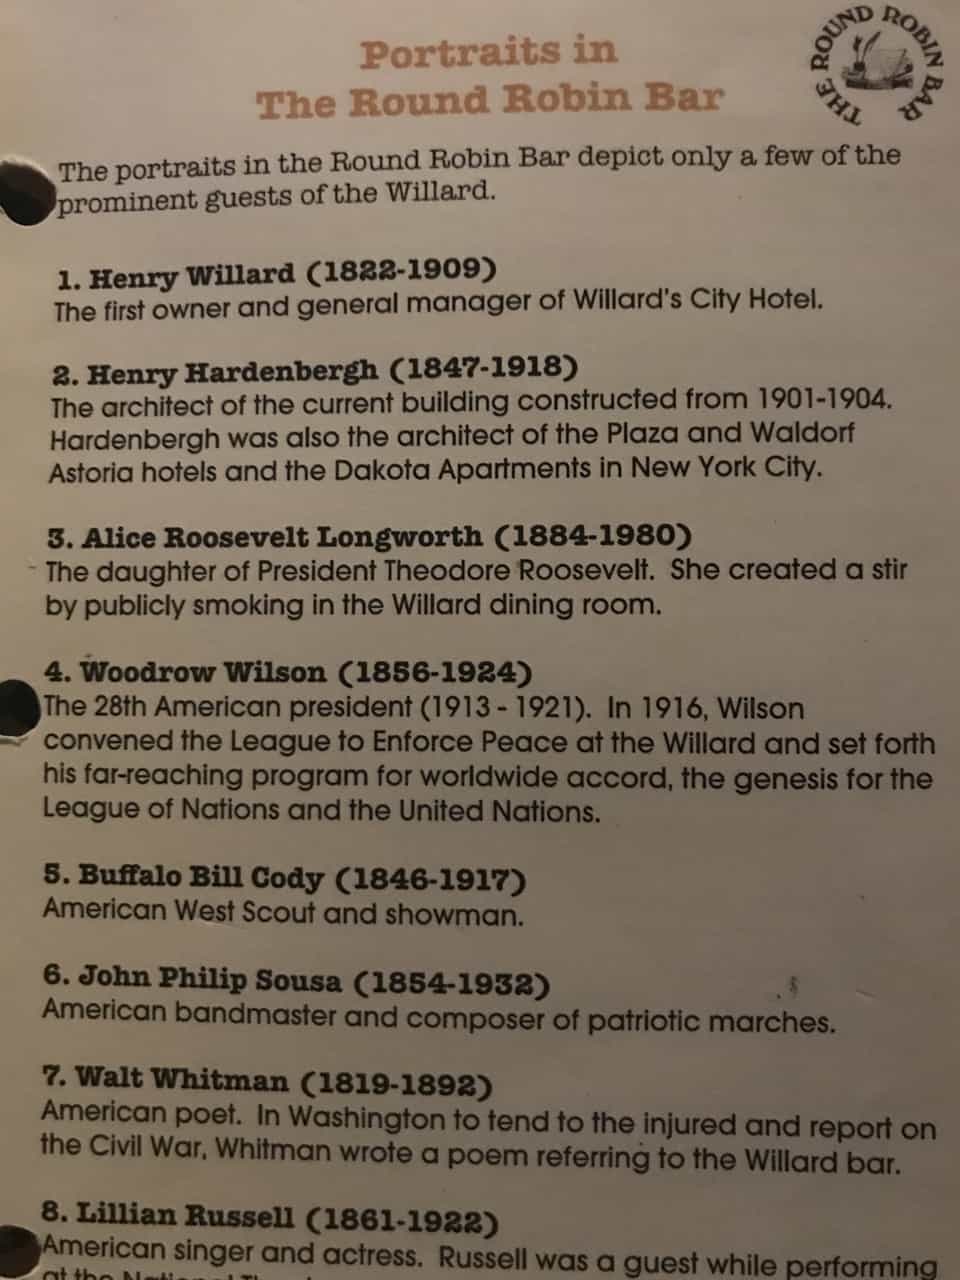 Portraits in
The Round Robin Bar
THE ROUND ROBIN BAR
The portraits in the Round Robin Bar depict only a few of the
prominent guests of the Willard.
1. Henry Willard (1822-1909)
The first owner and general manager of Willard's City Hotel.
2. Henry Hardenbergh (1847-1918)
The architect of the current building constructed from 1901-1904.
Hardenbergh was also the architect of the Plaza and Waldorf
Astoria hotels and the Dakota Apartments in New York City.
3. Alice Roosevelt Longworth (1884-1980)
The daughter of President Theodore Roosevelt. She created a stir
by publicly smoking in the Willard dining room.
4. Woodrow Wilson (1856-1924)
The 28th American president (1913 - 1921). In 1916, Wilson
convened the League to Enforce Peace at the Willard and set forth
his far-reaching program for worldwide accord, the genesis for the
League of Nations and the United Nations.
5. Buffalo Bill Cody (1846-1917)
American West Scout and showman.
6. John Philip Sousa (1854-1932)
American bandmaster and composer of patriotic marches.
7. Walt Whitman (1819-1892)
American poet. In Washington to tend to the injured and report on
the Civil War, Whitman wrote a poem referring to the Willard bar.
8. Lillian Russell (1861-1922)
American singer and actress. Russell was a guest while performing
at the